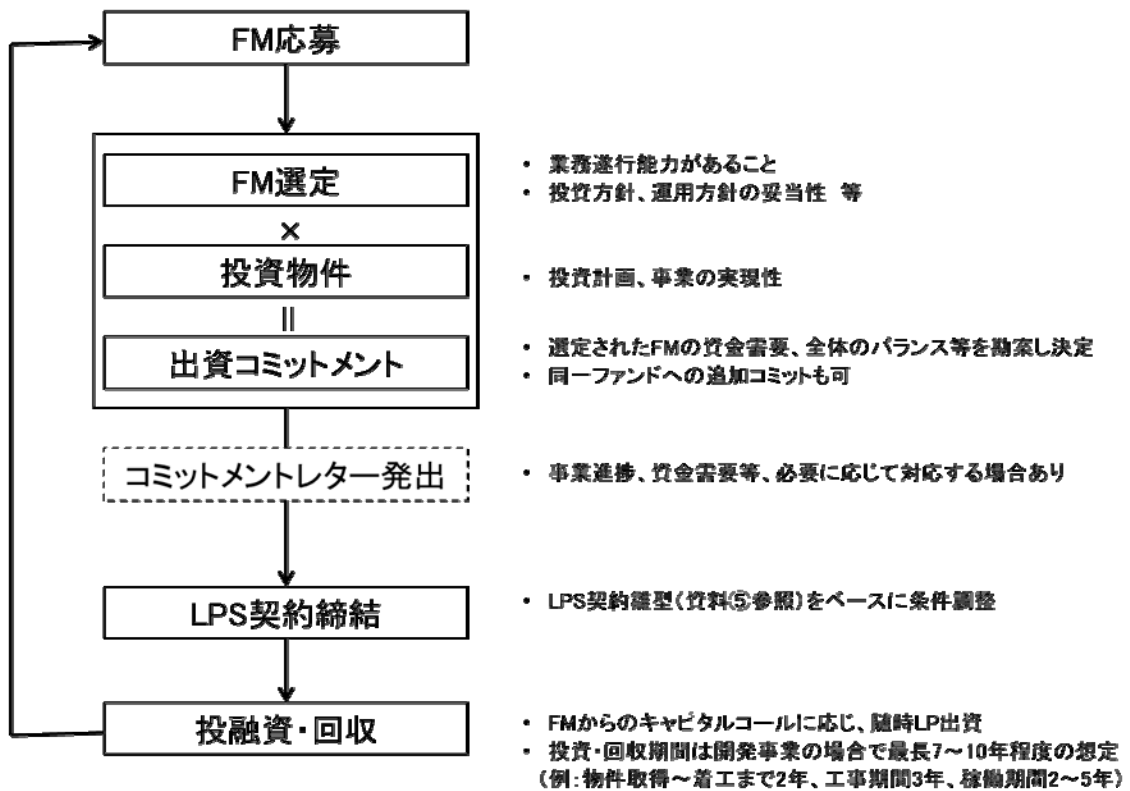 FM応募
FM選定
・ 業務遂行能力があること
・ 投資方針、運用方針の妥当性 等
×
投資物件
・ 投資計画、事業の実現性
||
出資コミットメント
・ 選定されたFMの資金需要、全体のバランス等を勘案し決定
・ 同一ファンドへの追加コミットも可
コミットメントレター発出
・ 事業進捗、資金需要等、必要に応じて対応する場合あり
LPS契約締結
・ LPS契約雛型(資料⑤参照)をベースに条件調整
投融資・回収
・ FMからのキャピタルコールに応じ、随時LP出資
・ 投資・回収期間は開発事業の場合で最長7～10年程度の想定
(例:物件取得～着工まで2年、工事期間3年、稼働期間2～5年)